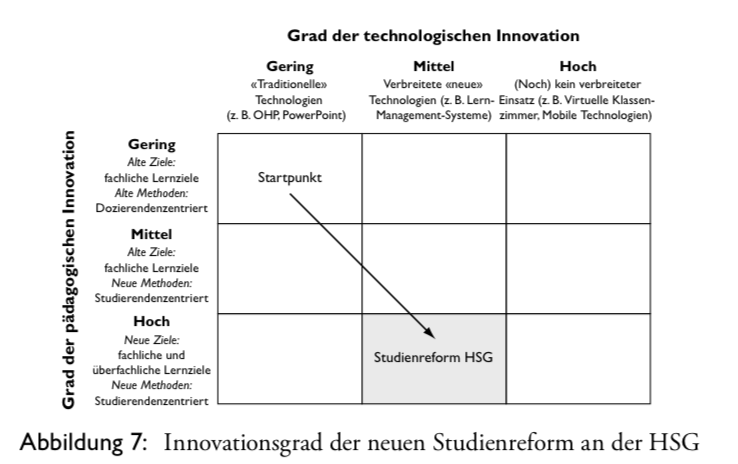 Grad der technologischen Innovation
Gering
«Traditionelle»
Technologien
(z. B. OHP, PowerPoint)
Mittel
Verbreitete «neue»
Technologien (z. B. Lern-
Management-Systeme)
Hoch
(Noch) kein verbreiteter
Einsatz (z. B. Virtuelle Klassen-
zimmer, Mobile Technologien)
Grad der pädagogischen Innovation
Gering
Alte Ziele:
fachliche Lernziele
Alte Methoden:
Dozierendenzentriert
Startpunkt
Mittel
Alte Ziele:
fachliche Lernziele
Neue Methoden:
Studierendenzentriert
Hoch
Neue Ziele:
fachliche und
überfachliche Lernziele
Neue Methoden:
Studierendenzentriert
Studienreform HSG
Abbildung 7: Innovationsgrad der neuen Studienreform an der HSG